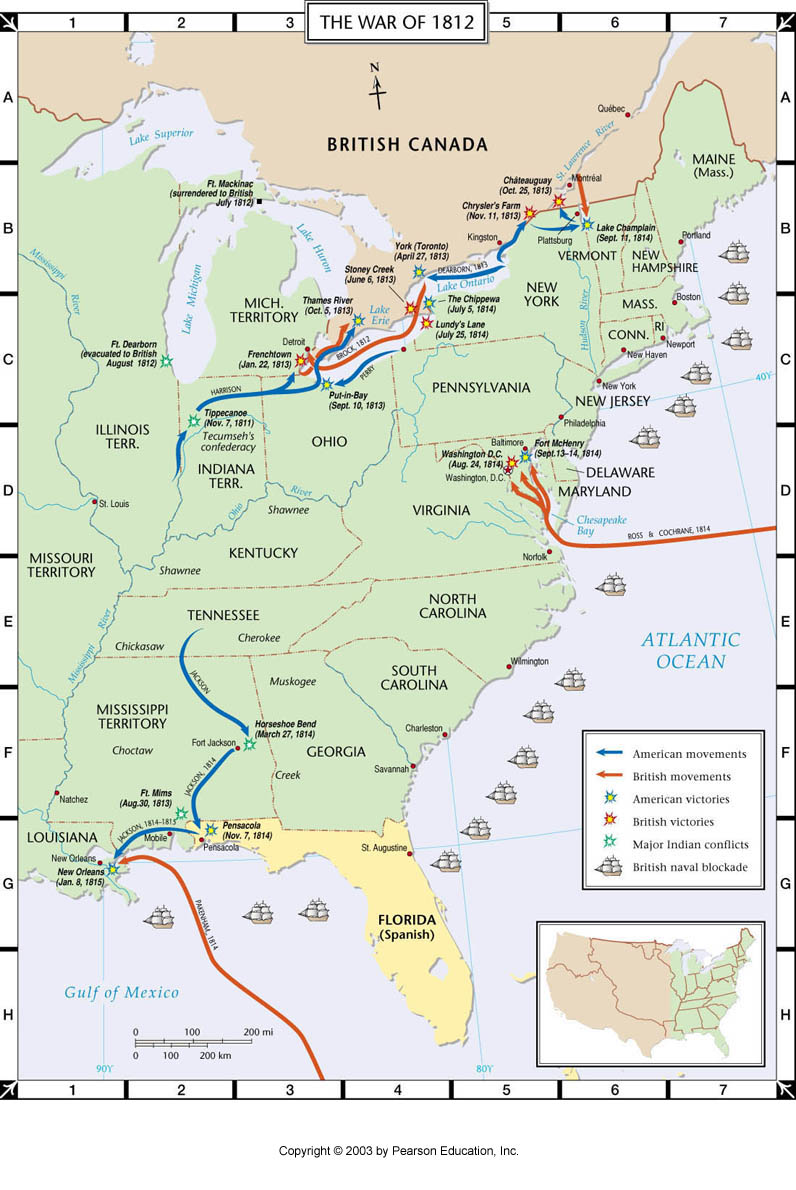 THE WAR OF 1812
1 2 3 5 6 7
A
A
Québec
Lake Superior
St. Lawrence River
BRITISH CANADA
N
MAINE
(Mass.)
Ft. Mackinac
(surrendered to British
July 1812)
Châteauguay
(Oct. 25, 1813)
Montréal
Chrysler's Farm
(Nov. 11, 1813)
B
B
Lake Champlain
(Sept. 11, 1814)
Plattsburg
Portland
Kingston
York (Toronto)
(April 27, 1813)
VERMONT
NEW
HAMPSHIRE
Lake Huron
Lake Michigan
Mississippi River
Stoney Creek
(June 6, 1813)
DEARBORN, 1813
Lake Ontario
NEW
YORK
MICH.
TERRITORY
Thames River
(Oct. 5, 1813)
Lake
Erie
The Chippewa
(July 5, 1814)
Lundy's Lane
(July 25, 1814)
MASS.
Boston
Hudson River
CONN.
RI
Newport
New Haven
C
C
Ft. Dearborn
(evacuated to British
August 1812)
Detroit
Frenchtown
(Jan. 22, 1813)
BROCK, 1812
PERRY
Put-in-Bay
(Sept. 10, 1813)
HARRISON
PENNSYLVANIA
New York
NEW JERSEY
40Y
Philadelphia
Tippecanoe
(Nov. 7, 1811)
Tecumseh's
confederacy
ILLINOIS
TERR.
INDIANA
TERR.
OHIO
Baltimore
Fort McHenry
(Sept.13–14, 1814)
Washington D.C.
(Aug. 24, 1814)
Washington, D.C.
DELAWARE
MARYLAND
D
D
St. Louis
Ohio River
Shawnee
VIRGINIA
Chesapeake
Bay
ROSS & COCHRANE, 1814
Norfolk
MISSOURI
TERRITORY
KENTUCKY
Shawnee
E
E
Mississippi River
TENNESSEE
NORTH
CAROLINA
Chickasaw
Cherokee
ATLANTIC
OCEAN
Wilmington
JACKSON
Muskogee
SOUTH
CAROLINA
MISSISSIPPI
TERRITORY
Horseshoe Bend
(March 27, 1814)
Charleston
F
F
Choctaw
Fort Jackson
GEORGIA
Savannah
JACKSON, 1814
Creek
Natchez
Ft. Mims
(Aug.30, 1813)
American movements
British movements
American victories
British victories
Major Indian conflicts
British naval blockade
LOUISIANA
JACKSON, 1814–1815
Mobile
Pensacola
(Nov. 7, 1814)
Pensacola
St. Augustine
New Orleans
New Orleans
(Jan. 8, 1815)
G
G
PAKENHAM, 1814
FLORIDA
(Spanish)
Gulf of Mexico
H
H
0 200 mi
0 100 200 km
90Y
80Y
1 2 3 4 5 6 7
Copyright © 2003 by Pearson Education, Inc.